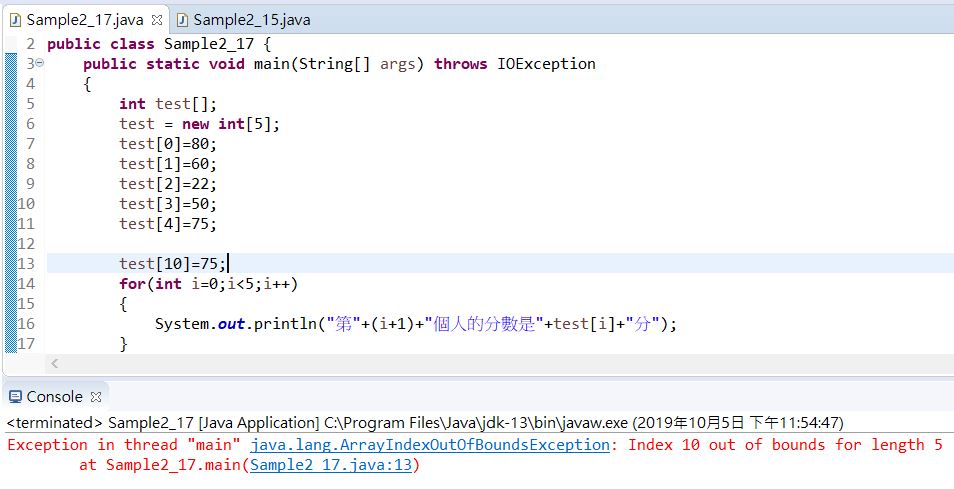 Sample2_17.java Sample2_15.java
2 public class Sample2_17 {
3 public static void main(String[] args) throws IOException
4 {
5 int test[];
6 test = new int[5];
7 test[0]=80;
8 test[1]=60;
9 test[2]=22;
10 test[3]=50;
11 test[4]=75;
12
13 test[10]=75;
14 for(int i=0;i<5;i++)
15 {
16 System.out.println("第"+(i+1)+"個人的分數是"+test[i]+"分");
17 }
Console
<terminated> Sample2_17 [Java Application] C:\Program Files\Java\jdk-13\bin\javaw.exe (2019年10月5日 下午11:54:47)
Exception in thread "main" java.lang.ArrayIndexOutOfBoundsException: Index 10 out of bounds for length 5
at Sample2_17.main(Sample2_17.java:13)